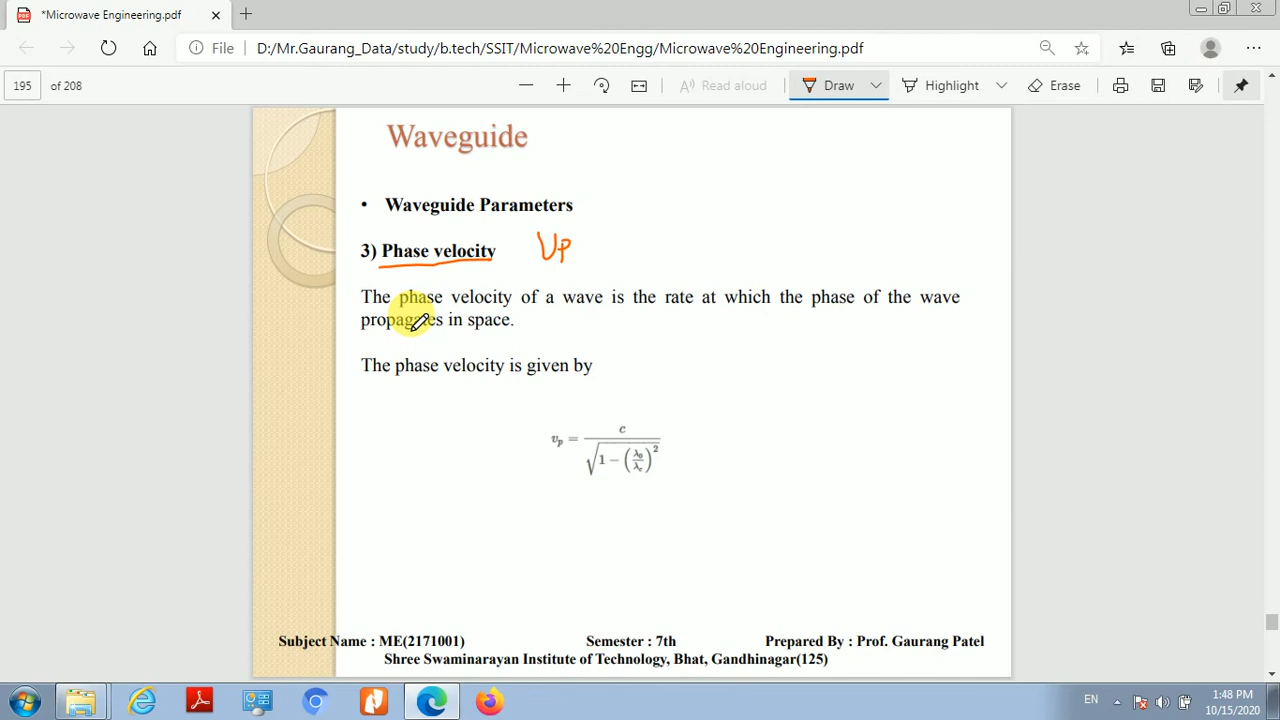 *Microwave Engineering.pdf
File
D:/Mr.Gaurang_Data/study/b.tech/SSIT/Microwave%20Engg/Microwave%20Engineering.pdf
195 of 208
Read aloud
Draw
Highlight
Erase
Waveguide
• Waveguide Parameters
3) Phase velocity Vp
The phase velocity of a wave is the rate at which the phase of the wave
propagates in space.
The phase velocity is given by
v_p = c / √(1 − (λ₀/λ_c)²)
Subject Name : ME(2171001) Semester : 7th Prepared By : Prof. Gaurang Patel
Shree Swaminarayan Institute of Technology, Bhat, Gandhinagar(125)
EN
1:48 PM
10/15/2020